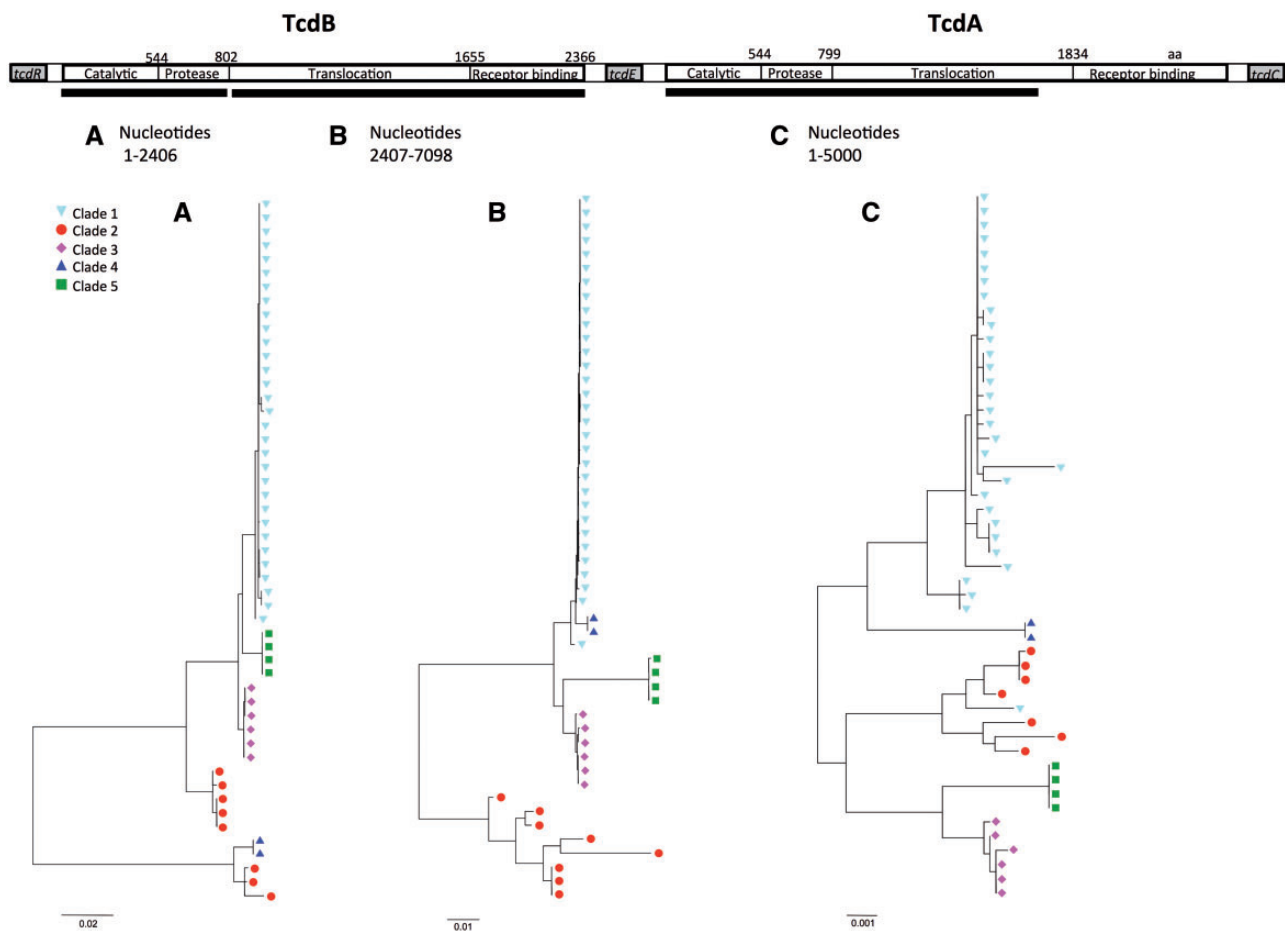 TcdB TcdA
544 802 1655 2366 544 799 1834 aa
tcdR Catalytic Protease Translocation Receptor binding tcdE Catalytic Protease Translocation Receptor binding tcdC
A Nucleotides
1-2406
B Nucleotides
2407-7098
C Nucleotides
1-5000
A B C
Clade 1
Clade 2
Clade 3
Clade 4
Clade 5
0.02 0.01 0.001